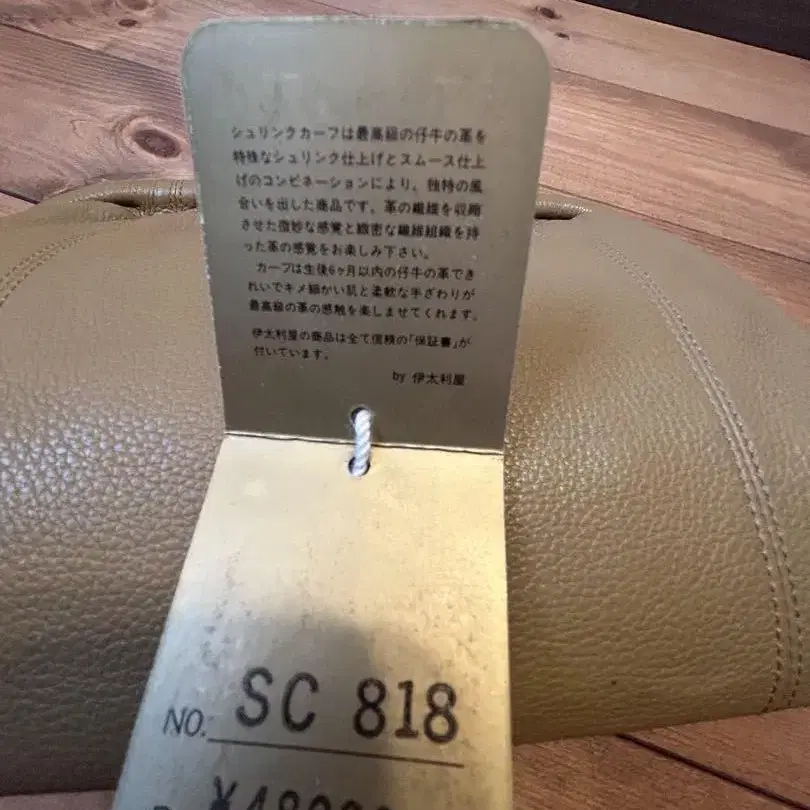 シュリンクカーフは最高級の仔牛の革を
特殊なシュリンク仕上げとスムース仕上
げのコンビネーションにより、独特の風
合いを出した商品です。革の繊維を収縮
させた微妙な感覚と緻密な繊維組織を持
った革の感覚をお楽しみ下さい。
カーフは生後6ヶ月以内の仔牛の革でき
れいでキメ細かい肌と柔軟な手ざわりが
最高級の革の感触を楽しませてくれます。
伊太利屋の商品は全て信頼の「保証書」が
付いています。
by 伊太利屋
NO. SC 818